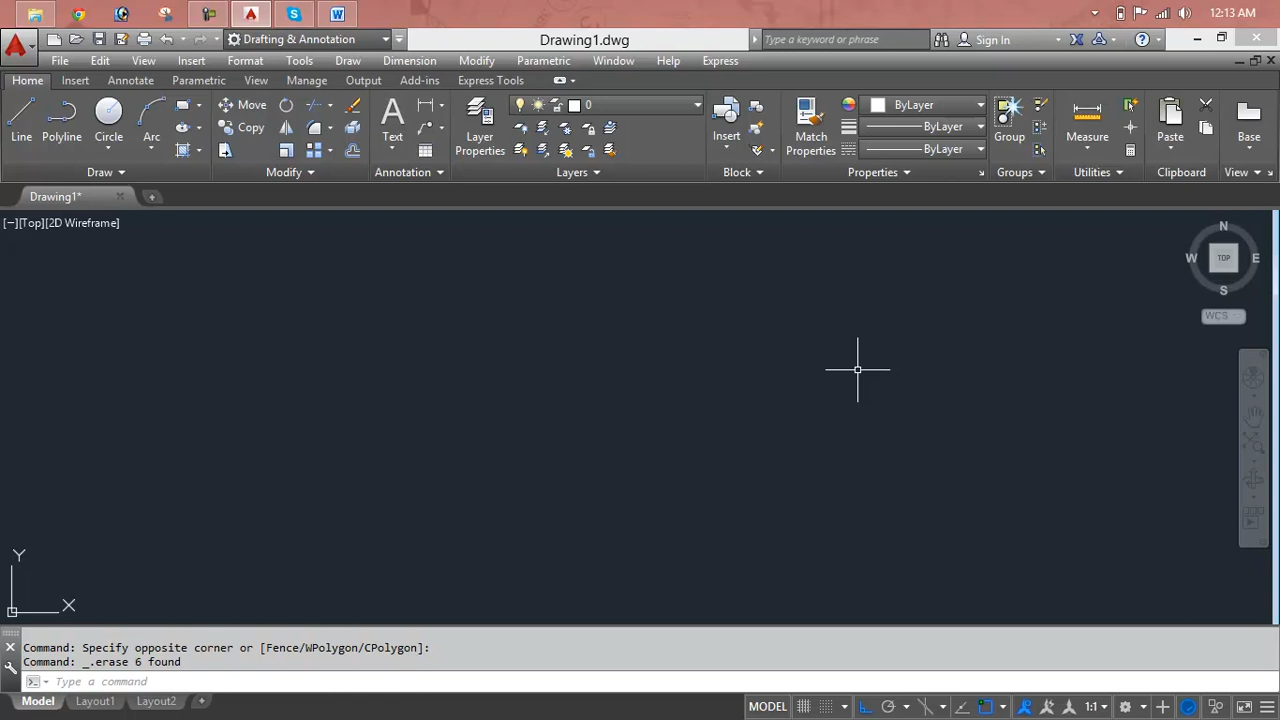 12:13 AM
Drafting & Annotation
Drawing1.dwg
Type a keyword or phrase
Sign In
File Edit View Insert Format Tools Draw Dimension Modify Parametric Window Help Express
Home Insert Annotate Parametric View Manage Output Add-ins Express Tools
Line Polyline Circle Arc
Move
Copy
Text
Layer Properties
0
Insert
Match Properties
ByLayer
ByLayer
ByLayer
Group
Measure
Paste
Base
Draw Modify Annotation Layers Block Properties Groups Utilities Clipboard View
Drawing1*
[−][Top][2D Wireframe]
N
W TOP E
S
WCS
Y
X
Command: Specify opposite corner or [Fence/WPolygon/CPolygon]:
Command: _.erase 6 found
Type a command
Model Layout1 Layout2 MODEL 1:1